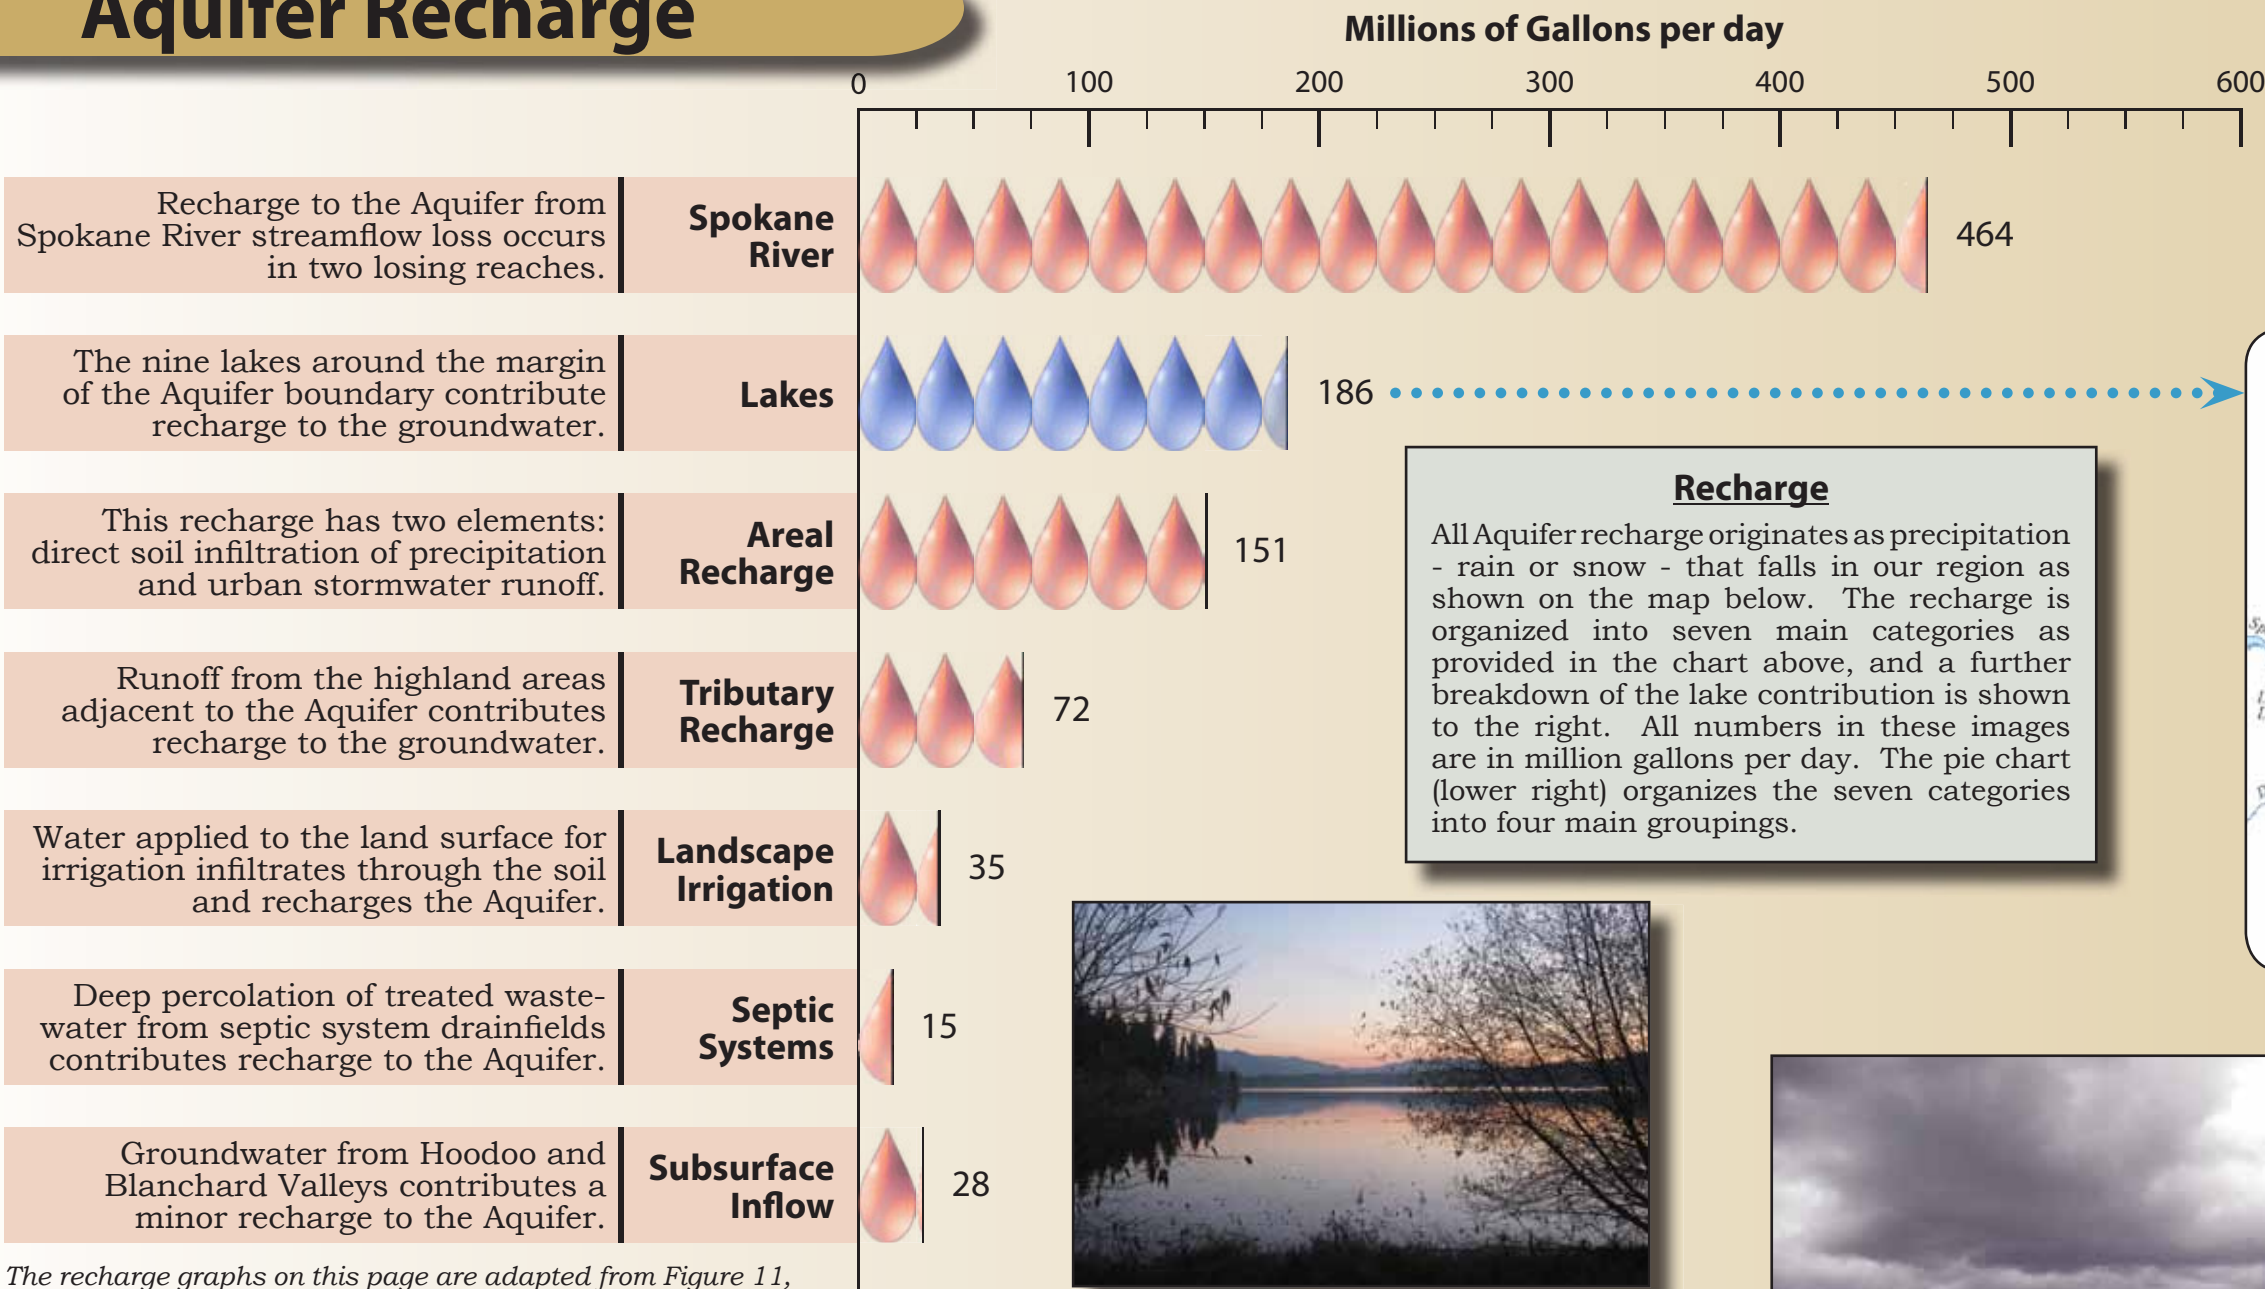 Aquifer Recharge
Millions of Gallons per day
0 100 200 300 400 500 600
Recharge to the Aquifer from
Spokane River streamflow loss occurs
in two losing reaches.
Spokane
River
464
The nine lakes around the margin
of the Aquifer boundary contribute
recharge to the groundwater.
Lakes
186
This recharge has two elements:
direct soil infiltration of precipitation
and urban stormwater runoff.
Areal
Recharge
151
Runoff from the highland areas
adjacent to the Aquifer contributes
recharge to the groundwater.
Tributary
Recharge
72
Water applied to the land surface for
irrigation infiltrates through the soil
and recharges the Aquifer.
Landscape
Irrigation
35
Deep percolation of treated waste-
water from septic system drainfields
contributes recharge to the Aquifer.
Septic
Systems
15
Groundwater from Hoodoo and
Blanchard Valleys contributes a
minor recharge to the Aquifer.
Subsurface
Inflow
28
The recharge graphs on this page are adapted from Figure 11,
Recharge
All Aquifer recharge originates as precipitation
- rain or snow - that falls in our region as
shown on the map below. The recharge is
organized into seven main categories as
provided in the chart above, and a further
breakdown of the lake contribution is shown
to the right. All numbers in these images
are in million gallons per day. The pie chart
(lower right) organizes the seven categories
into four main groupings.